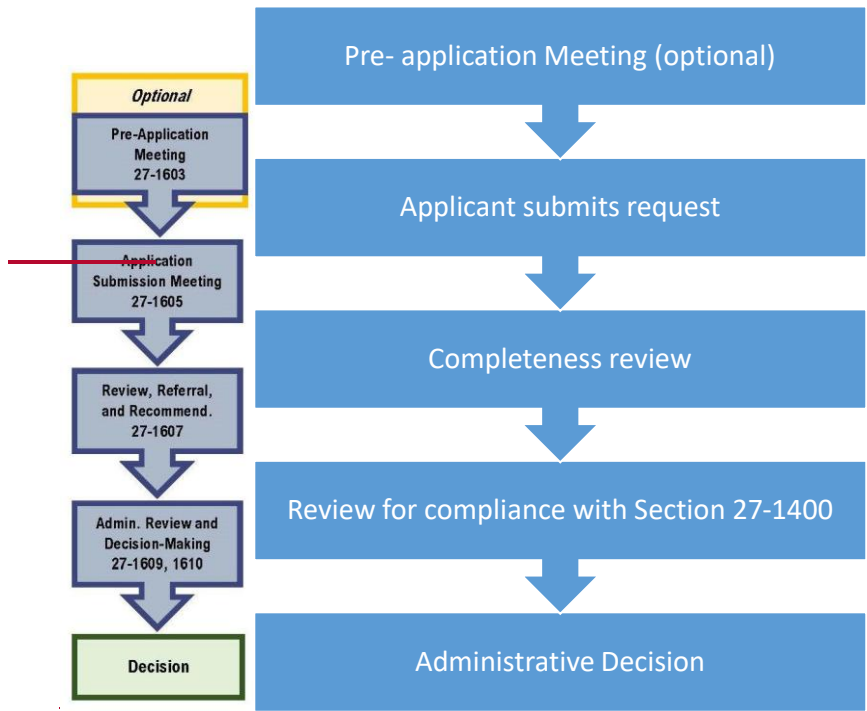 Optional
Pre-Application
Meeting
27-1603
Application
Submission Meeting
27-1605
Review, Referral,
and Recommend.
27-1607
Admin. Review and
Decision-Making
27-1609, 1610
Decision
Pre- application Meeting (optional)
Applicant submits request
Completeness review
Review for compliance with Section 27-1400
Administrative Decision